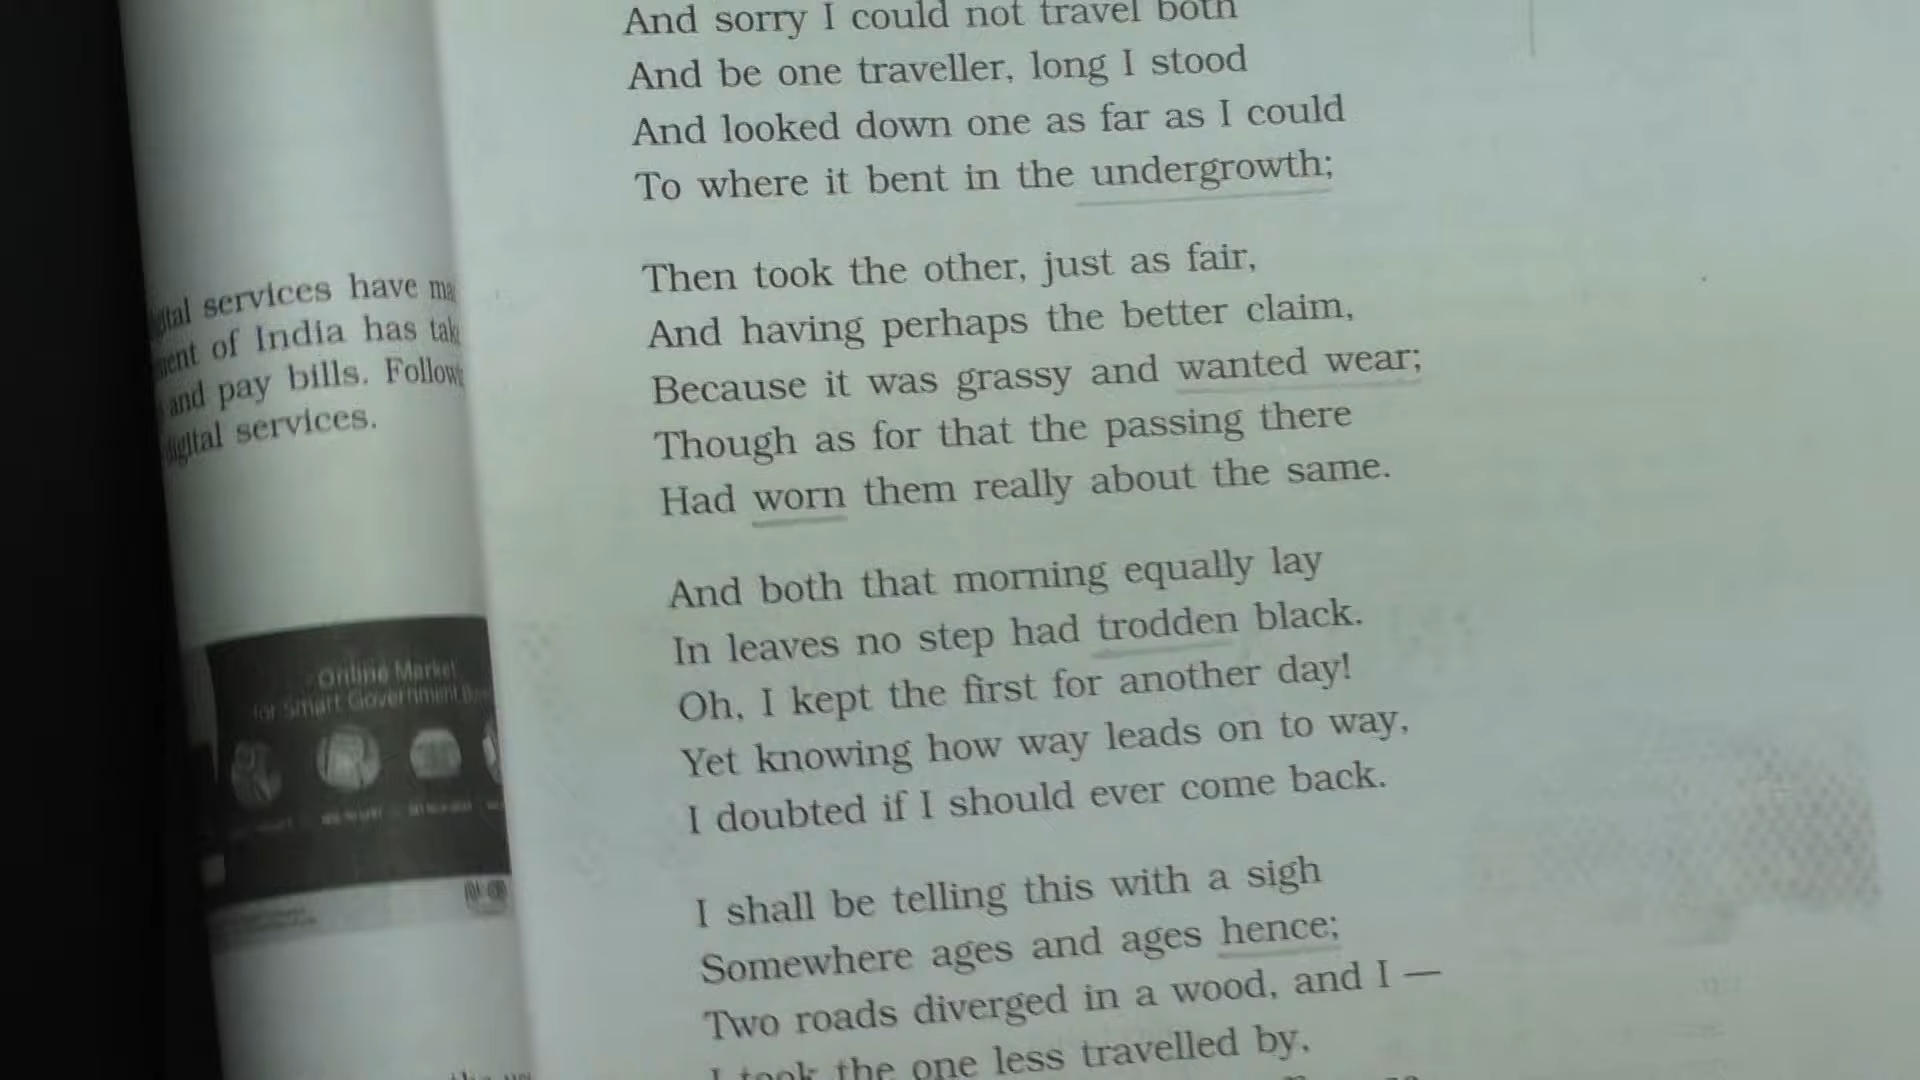 services have
of India has
and pay bills.
digital services.
Online Market
for Smart Government
And sorry I could not travel both
And be one traveller, long I stood
And looked down one as far as I could
To where it bent in the undergrowth;
Then took the other, just as fair,
And having perhaps the better claim,
Because it was grassy and wanted wear;
Though as for that the passing there
Had worn them really about the same.
And both that morning equally lay
In leaves no step had trodden black.
Oh, I kept the first for another day!
Yet knowing how way leads on to way,
I doubted if I should ever come back.
I shall be telling this with a sigh
Somewhere ages and ages hence;
Two roads diverged in a wood, and I —
I took the one less travelled by,